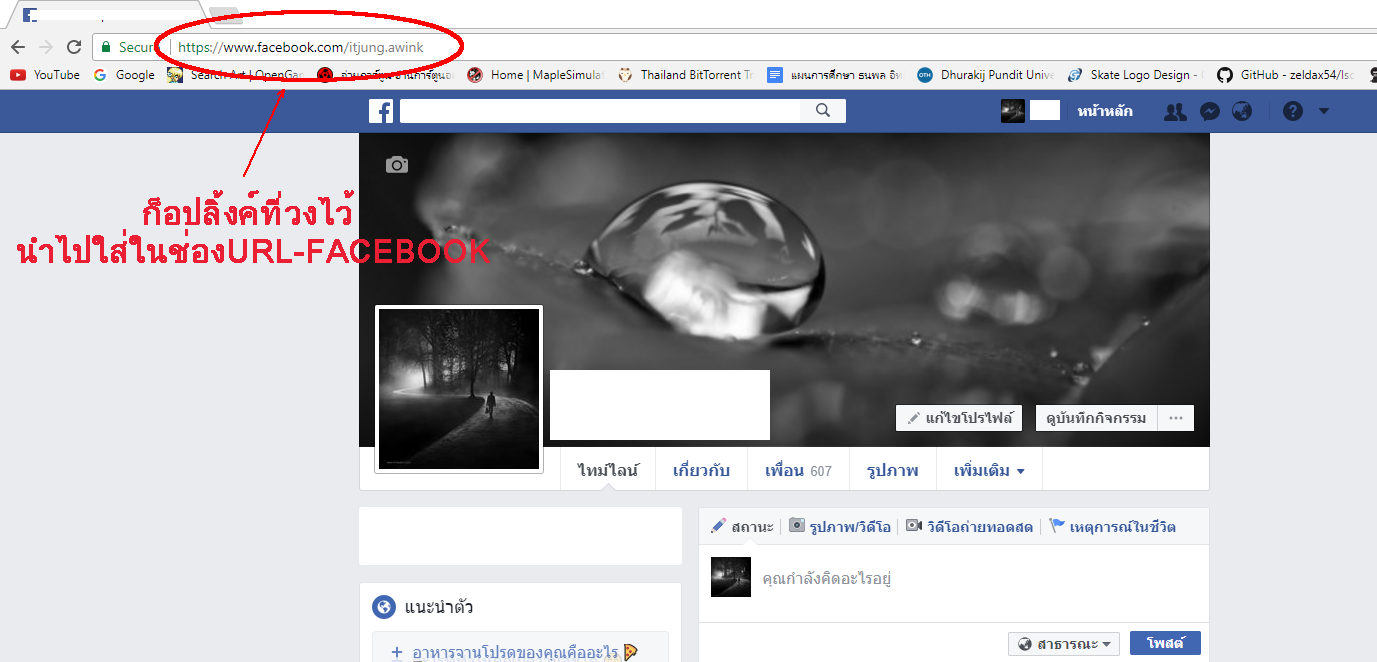 Secur
https://www.facebook.com/itjung.awink
YouTube
Google
Search Art | OpenGa
Home | MapleSimula
Thailand BitTorrent Tr
แผนการศึกษา ธนพล อิท
Dhurakij Pundit Unive
Skate Logo Design -
GitHub - zeldax54/Isc
หน้าหลัก
ก็อปลิ้งค์ที่วงไว้
นำไปใส่ในช่องURL-FACEBOOK
แก้ไขโปรไฟล์
ดูบันทึกกิจกรรม
ไทม์ไลน์
เกี่ยวกับ
เพื่อน 607
รูปภาพ
เพิ่มเติม
สถานะ
รูปภาพ/วิดีโอ
วิดีโอถ่ายทอดสด
เหตุการณ์ในชีวิต
คุณกำลังคิดอะไรอยู่
แนะนำตัว
+ อาหารจานโปรดของคุณคืออะไร
สาธารณะ
โพสต์